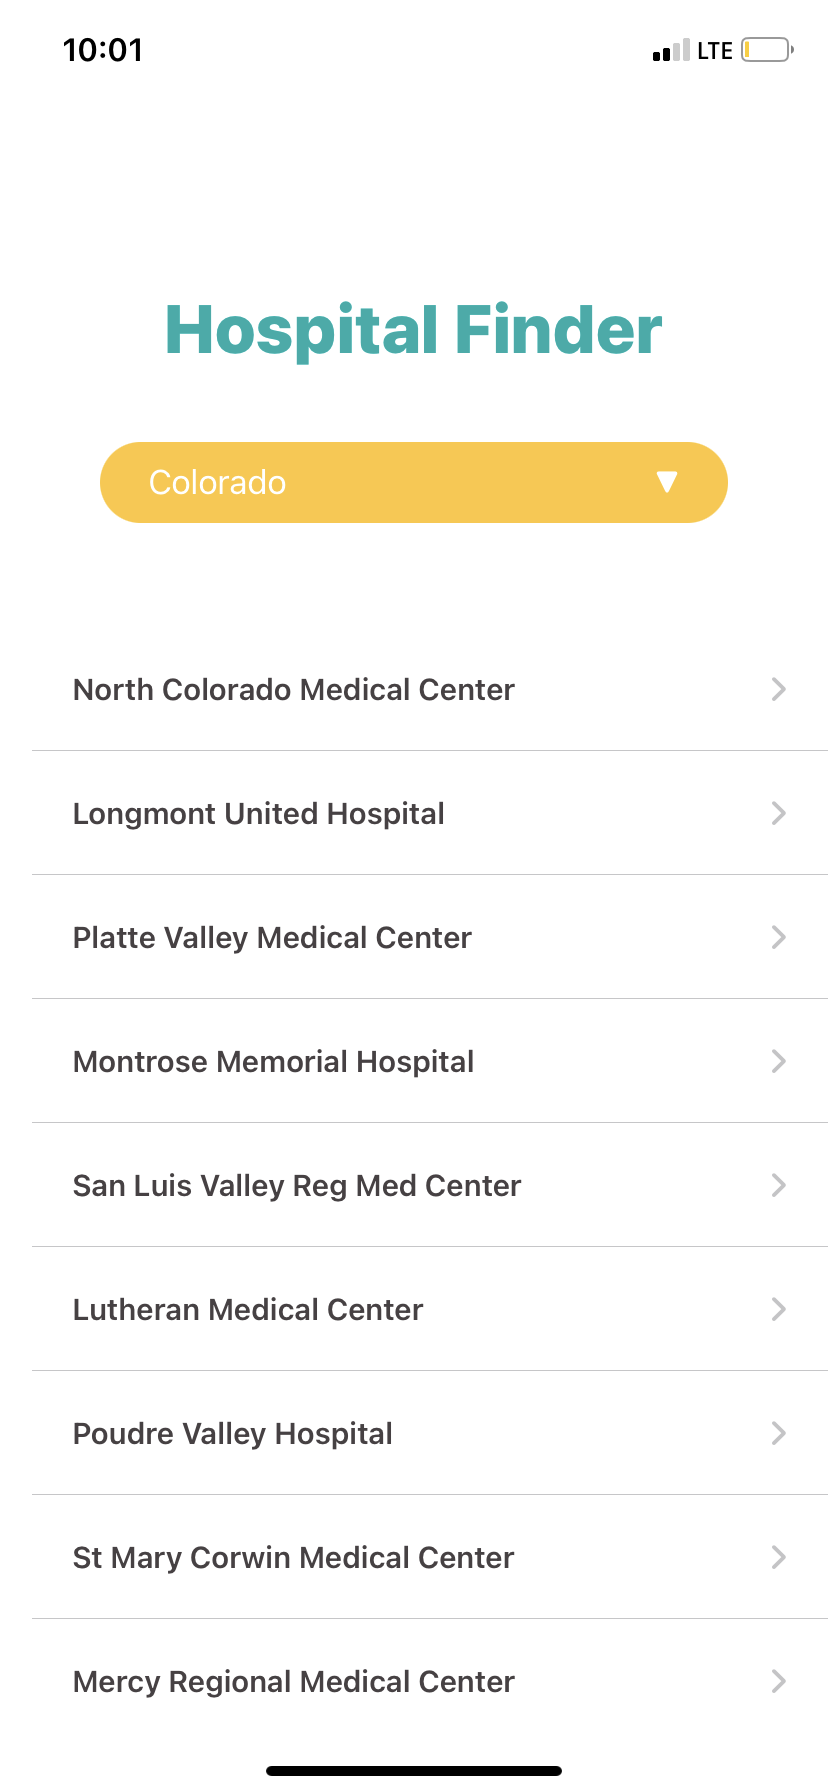 10:01
LTE
Hospital Finder
Colorado
North Colorado Medical Center
Longmont United Hospital
Platte Valley Medical Center
Montrose Memorial Hospital
San Luis Valley Reg Med Center
Lutheran Medical Center
Poudre Valley Hospital
St Mary Corwin Medical Center
Mercy Regional Medical Center